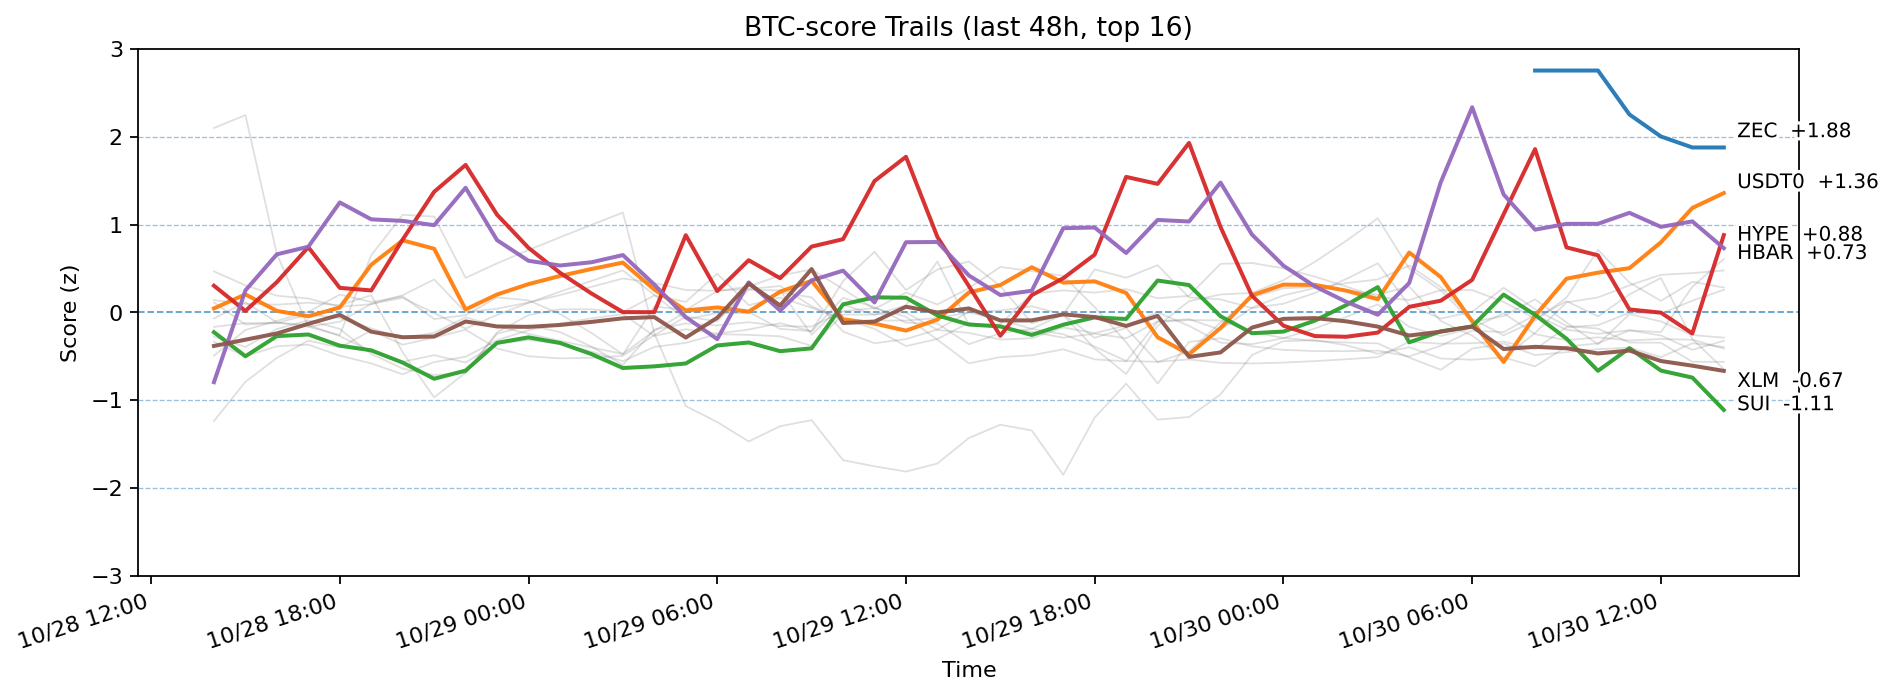 BTC-score Trails (last 48h, top 16)
Score (z)
3
2
1
0
−1
−2
−3
ZEC +1.88
USDT0 +1.36
HYPE +0.88
HBAR +0.73
XLM -0.67
SUI -1.11
10/28 12:00
10/28 18:00
10/29 00:00
10/29 06:00
10/29 12:00
10/29 18:00
10/30 00:00
10/30 06:00
10/30 12:00
Time